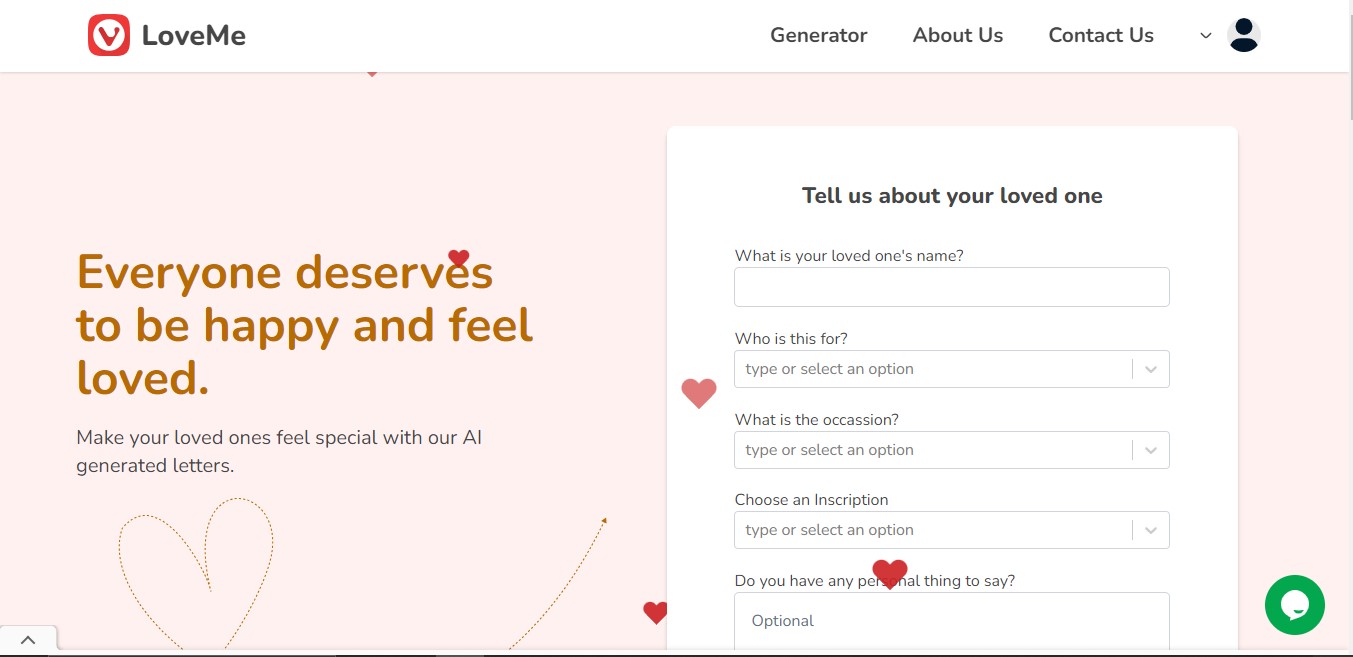 LoveMe
Generator
About Us
Contact Us
Everyone deserves
to be happy and feel
loved.
Make your loved ones feel special with our AI
generated letters.
Tell us about your loved one
What is your loved one's name?
Who is this for?
type or select an option
What is the occassion?
type or select an option
Choose an Inscription
type or select an option
Do you have any personal thing to say?
Optional